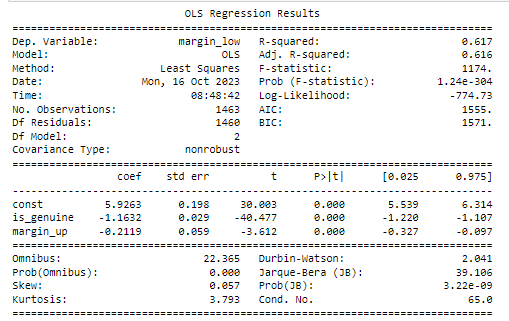 OLS Regression Results
==============================================================================
Dep. Variable:             margin_low   R-squared:                       0.617
Model:                            OLS   Adj. R-squared:                  0.616
Method:                 Least Squares   F-statistic:                     1174.
Date:                Mon, 16 Oct 2023   Prob (F-statistic):          1.24e-304
Time:                        08:48:42   Log-Likelihood:                -774.73
No. Observations:                1463   AIC:                             1555.
Df Residuals:                    1460   BIC:                             1571.
Df Model:                           2
Covariance Type:            nonrobust
==============================================================================
                 coef    std err          t      P>|t|      [0.025      0.975]
------------------------------------------------------------------------------
const          5.9263      0.198     30.003      0.000       5.539       6.314
is_genuine    -1.1632      0.029    -40.477      0.000      -1.220      -1.107
margin_up     -0.2119      0.059     -3.612      0.000      -0.327      -0.097
==============================================================================
Omnibus:                       22.365   Durbin-Watson:                   2.041
Prob(Omnibus):                  0.000   Jarque-Bera (JB):               39.106
Skew:                           0.057   Prob(JB):                     3.22e-09
Kurtosis:                       3.793   Cond. No.                         65.0
==============================================================================